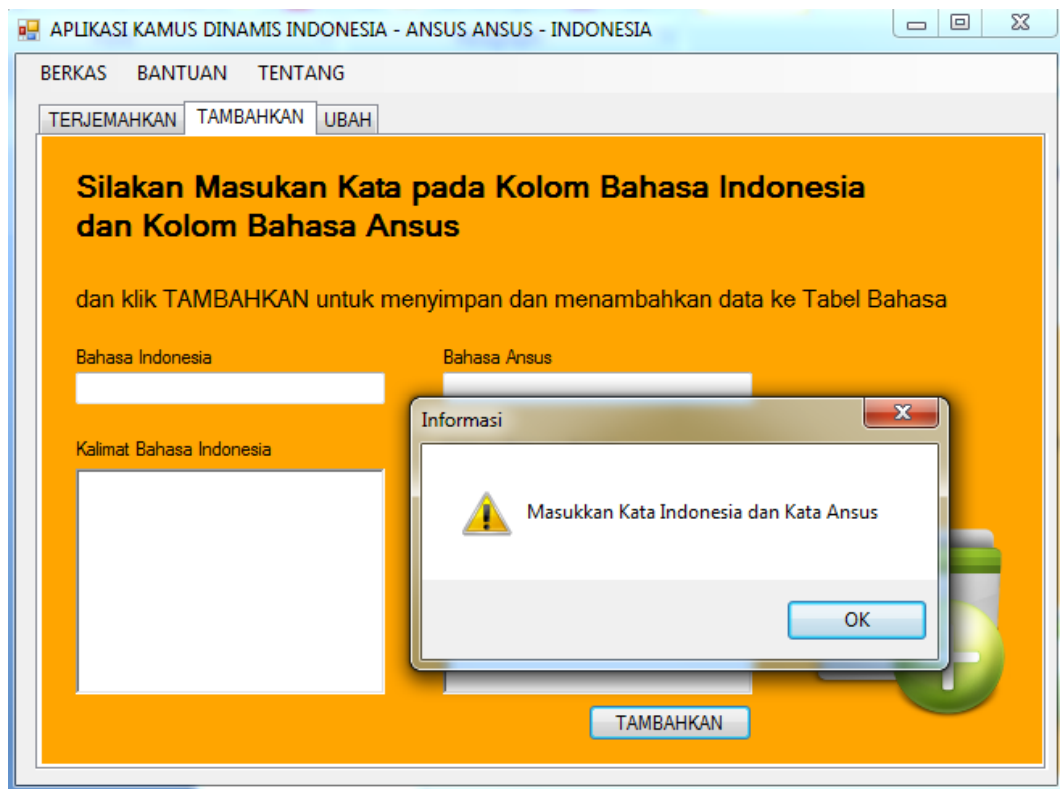 APLIKASI KAMUS DINAMIS INDONESIA - ANSUS ANSUS - INDONESIA
BERKAS BANTUAN TENTANG
TERJEMAHKAN TAMBAHKAN UBAH
Silakan Masukan Kata pada Kolom Bahasa Indonesia
dan Kolom Bahasa Ansus
dan klik TAMBAHKAN untuk menyimpan dan menambahkan data ke Tabel Bahasa
Bahasa Indonesia Bahasa Ansus
Informasi
Kalimat Bahasa Indonesia
Masukkan Kata Indonesia dan Kata Ansus
OK
TAMBAHKAN